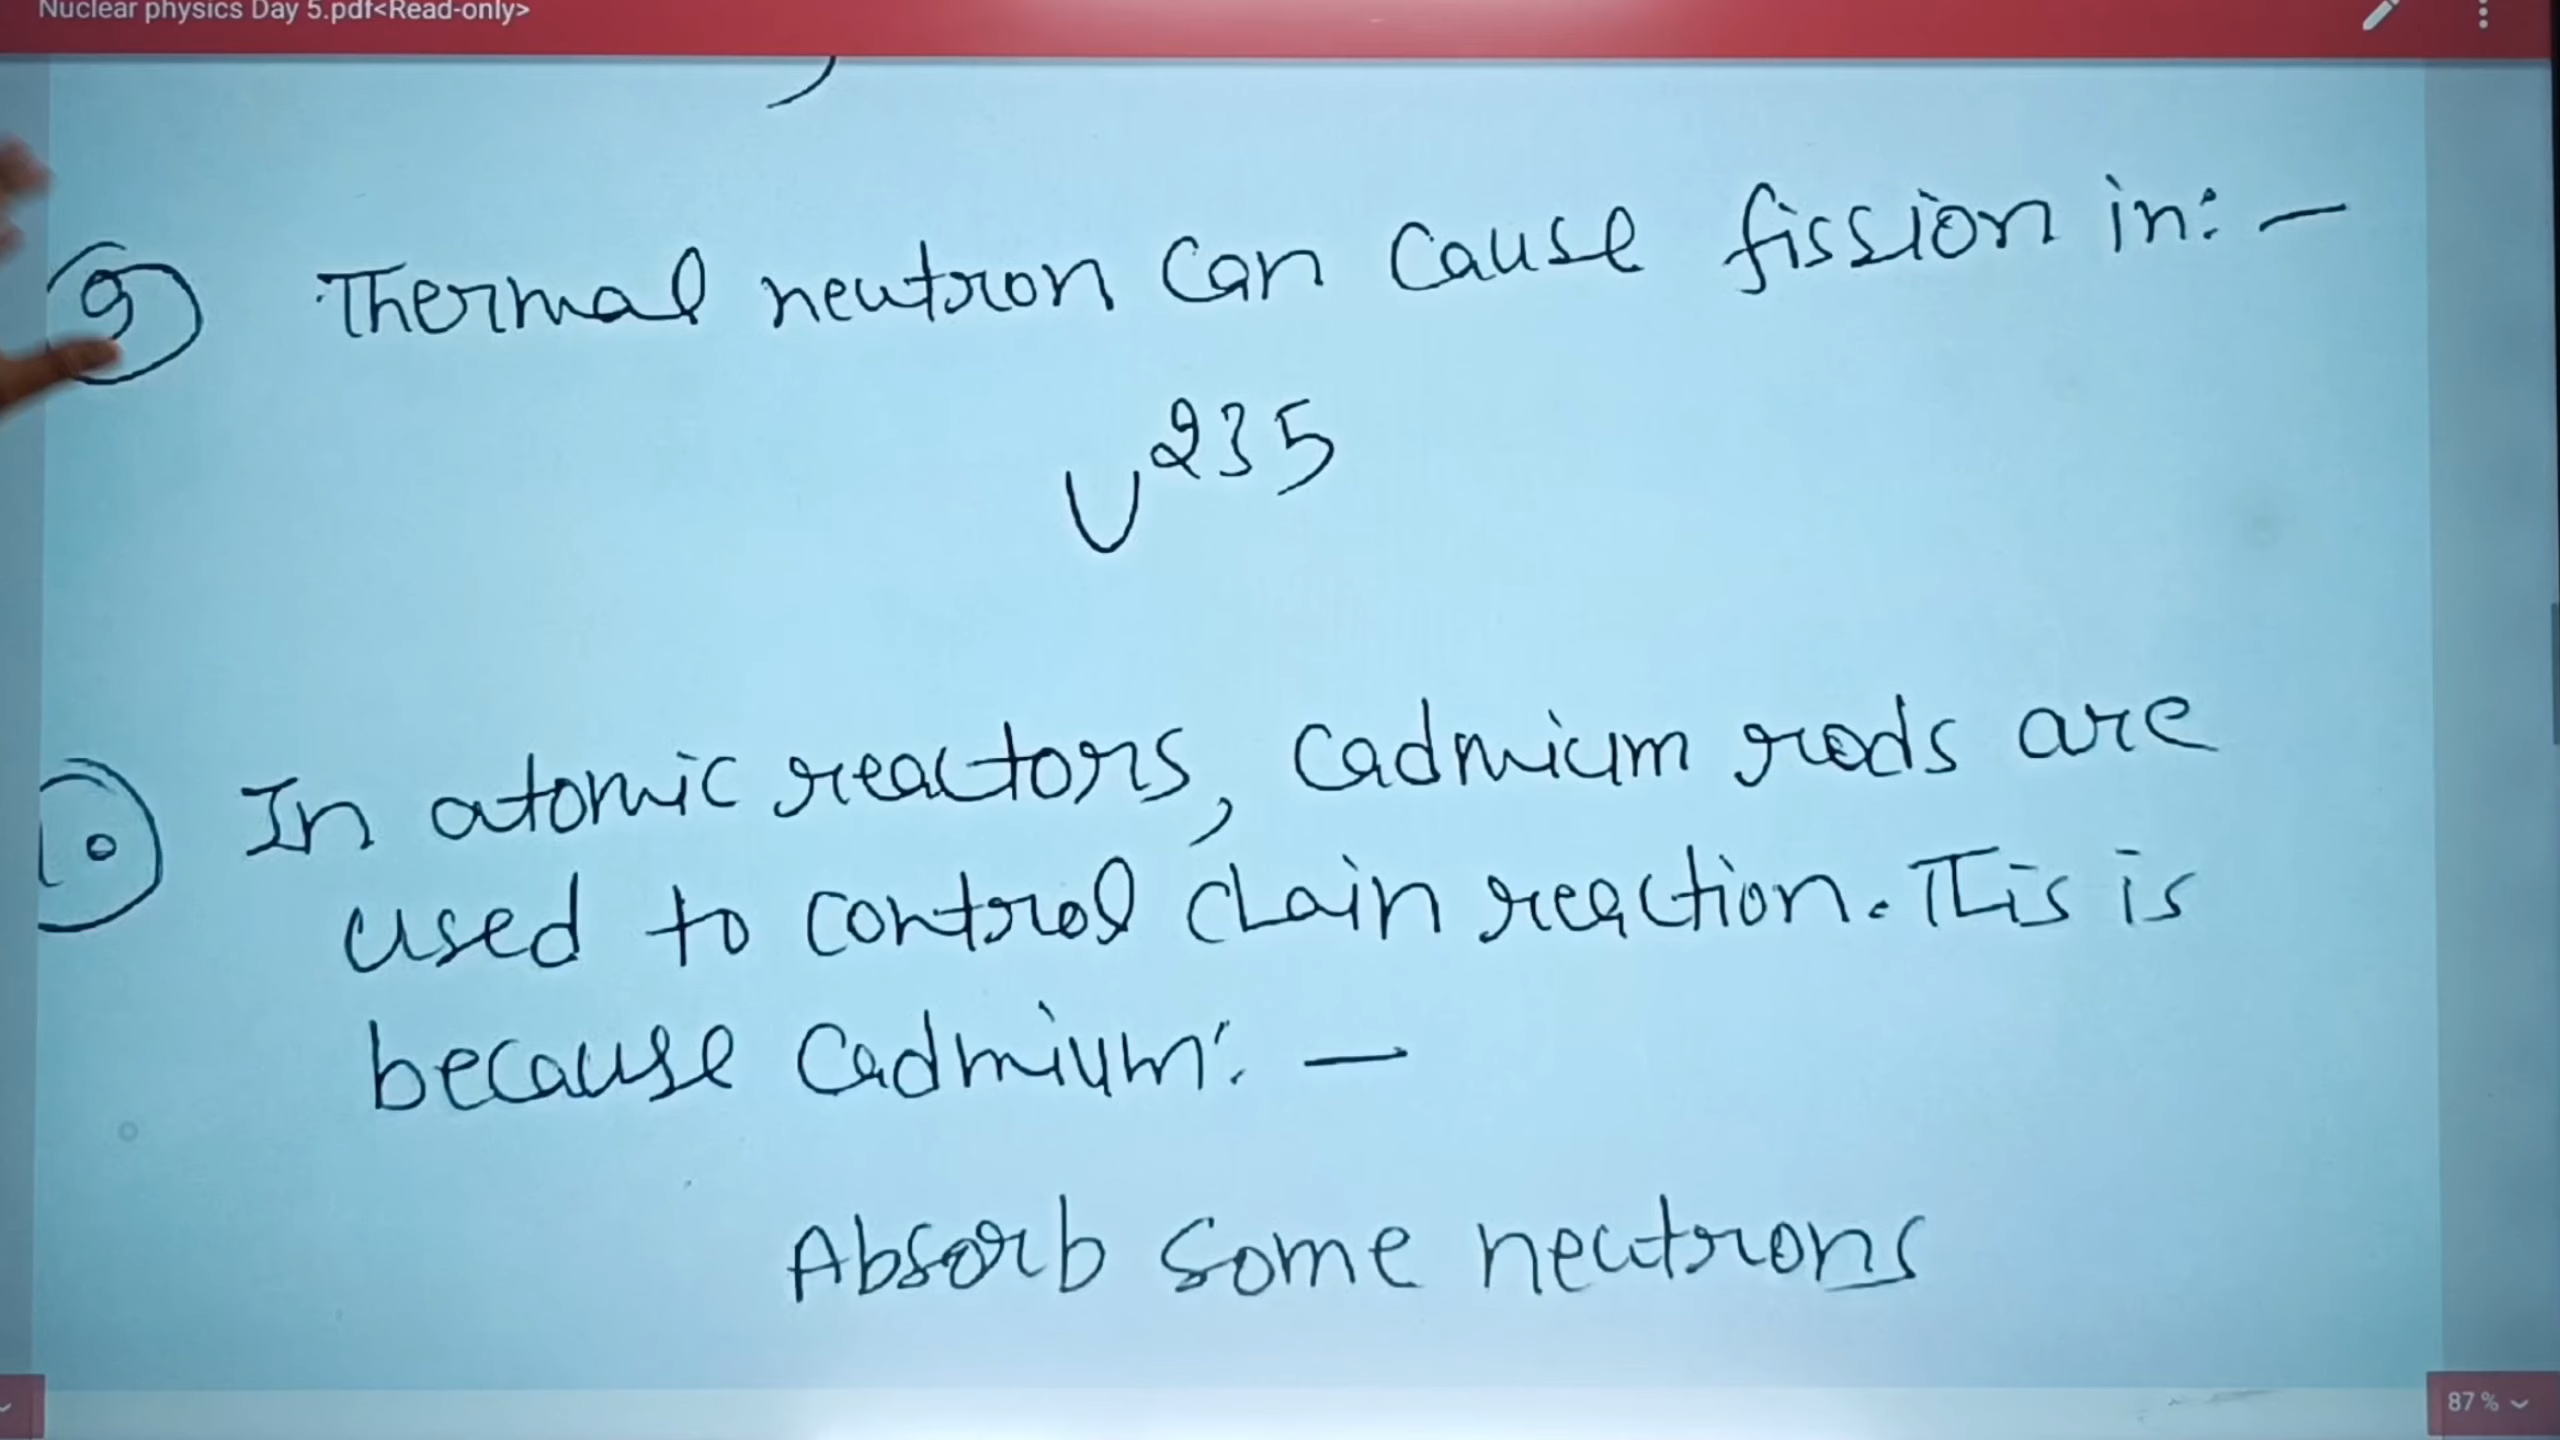 Nuclear physics Day 5.pdf<Read-only>
9 Thermal neutron can cause fission in:-
U235
10 In atomic reactors, cadmium rods are
used to control chain reaction. This is
because Cadmium: -
Absorb some neutrons
87 %